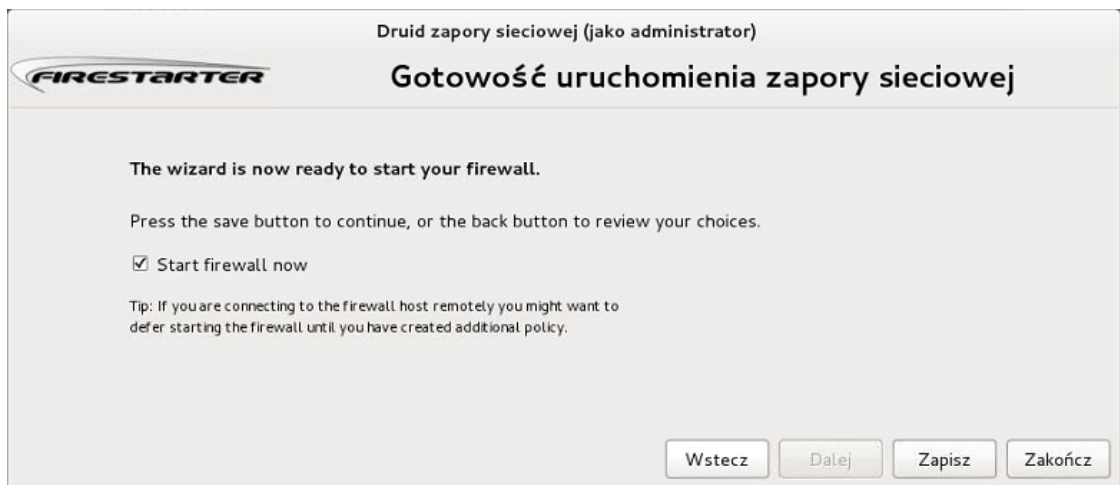 Druid zapory sieciowej (jako administrator)
FIRESTARTER
Gotowość uruchomienia zapory sieciowej
The wizard is now ready to start your firewall.
Press the save button to continue, or the back button to review your choices.
Start firewall now
Tip: If you are connecting to the firewall host remotely you might want to
defer starting the firewall until you have created additional policy.
Wstecz Dalej Zapisz Zakończ